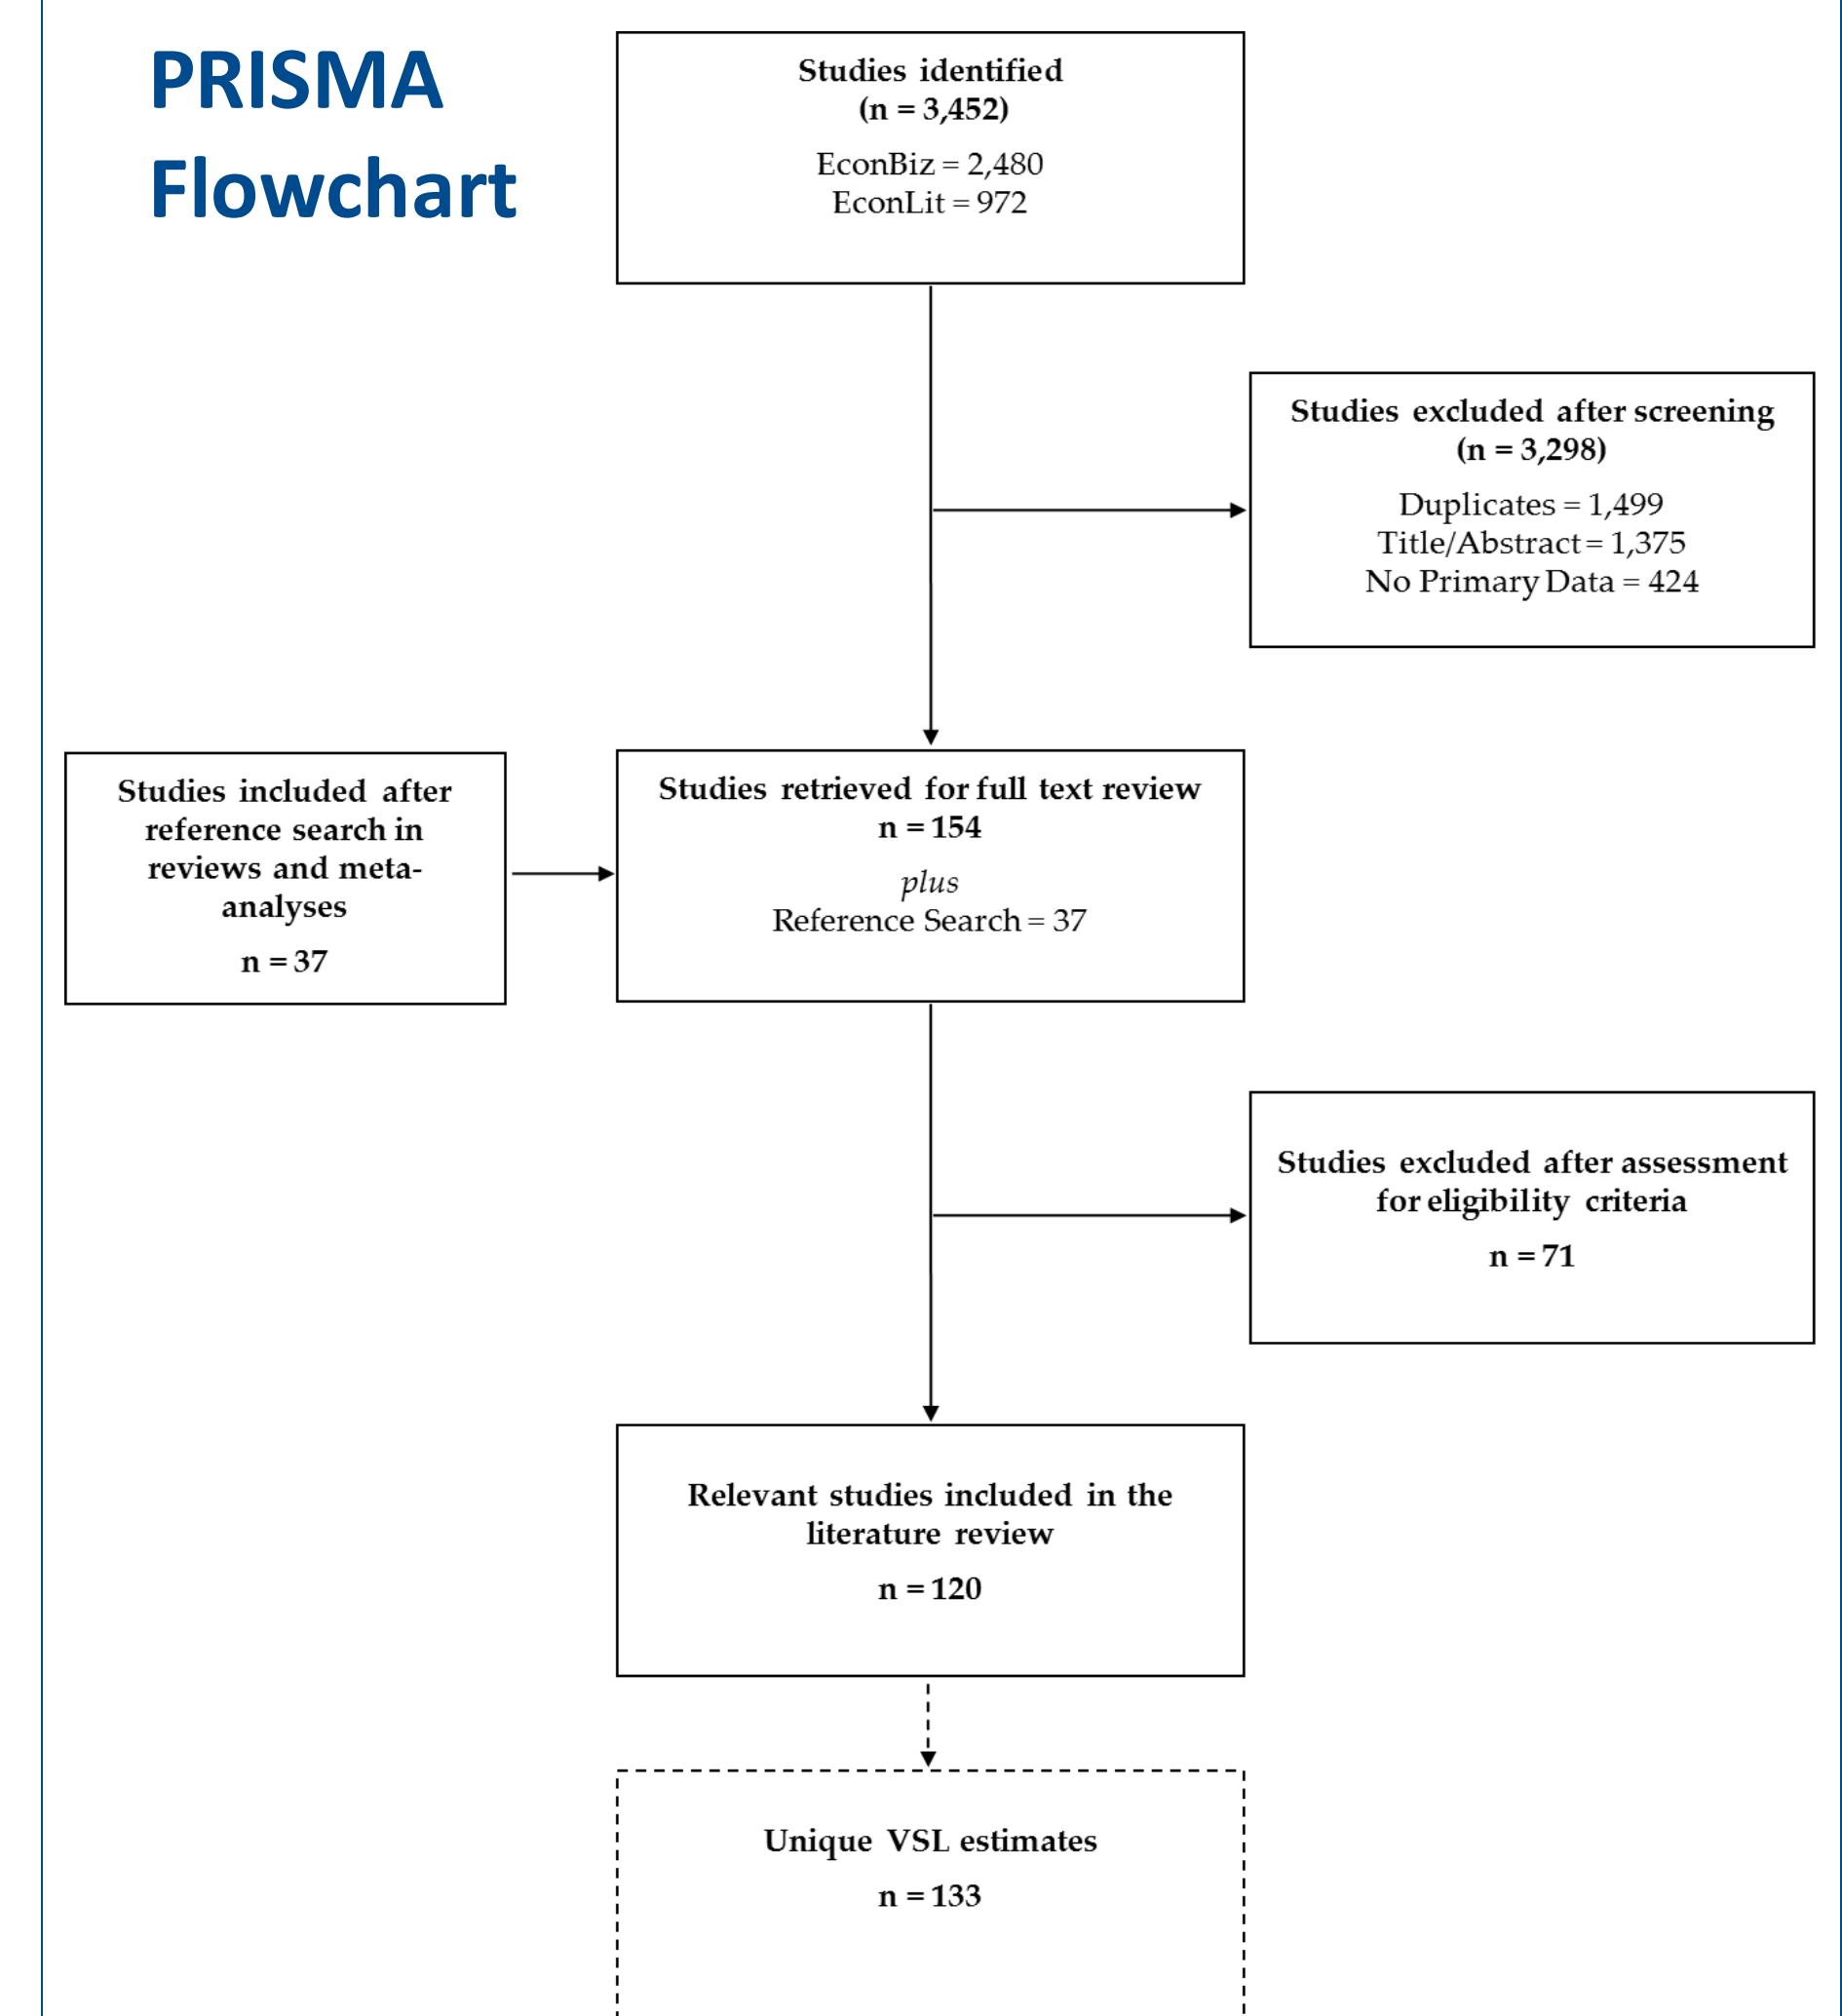 PRISMA
Flowchart
Studies identified
(n = 3,452)
EconBiz = 2,480
EconLit = 972
Studies excluded after screening
(n = 3,298)
Duplicates = 1,499
Title/Abstract = 1,375
No Primary Data = 424
Studies included after
reference search in
reviews and meta-
analyses
n = 37
Studies retrieved for full text review
n = 154
plus
Reference Search = 37
Studies excluded after assessment
for eligibility criteria
n = 71
Relevant studies included in the
literature review
n = 120
Unique VSL estimates
n = 133